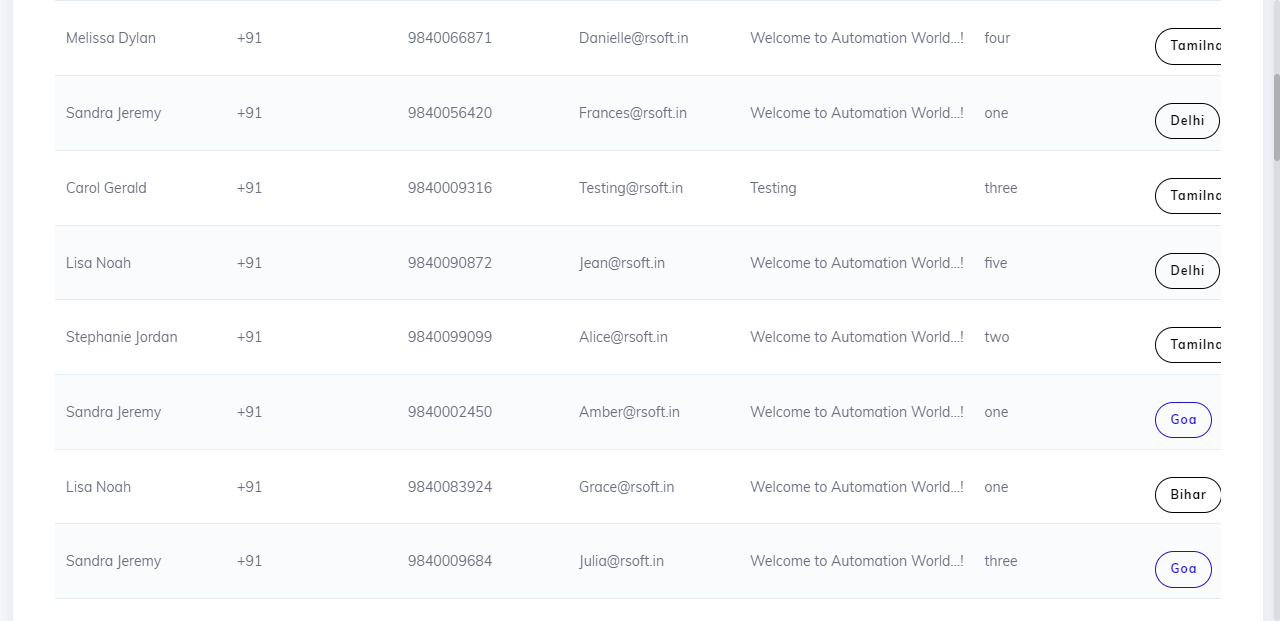 Melissa Dylan +91 9840066871 Danielle@rsoft.in Welcome to Automation World...! four Tamilna
Sandra Jeremy +91 9840056420 Frances@rsoft.in Welcome to Automation World...! one Delhi
Carol Gerald +91 9840009316 Testing@rsoft.in Testing three Tamilna
Lisa Noah +91 9840090872 Jean@rsoft.in Welcome to Automation World...! five Delhi
Stephanie Jordan +91 9840099099 Alice@rsoft.in Welcome to Automation World...! two Tamilna
Sandra Jeremy +91 9840002450 Amber@rsoft.in Welcome to Automation World...! one Goa
Lisa Noah +91 9840083924 Grace@rsoft.in Welcome to Automation World...! one Bihar
Sandra Jeremy +91 9840009684 Julia@rsoft.in Welcome to Automation World...! three Goa